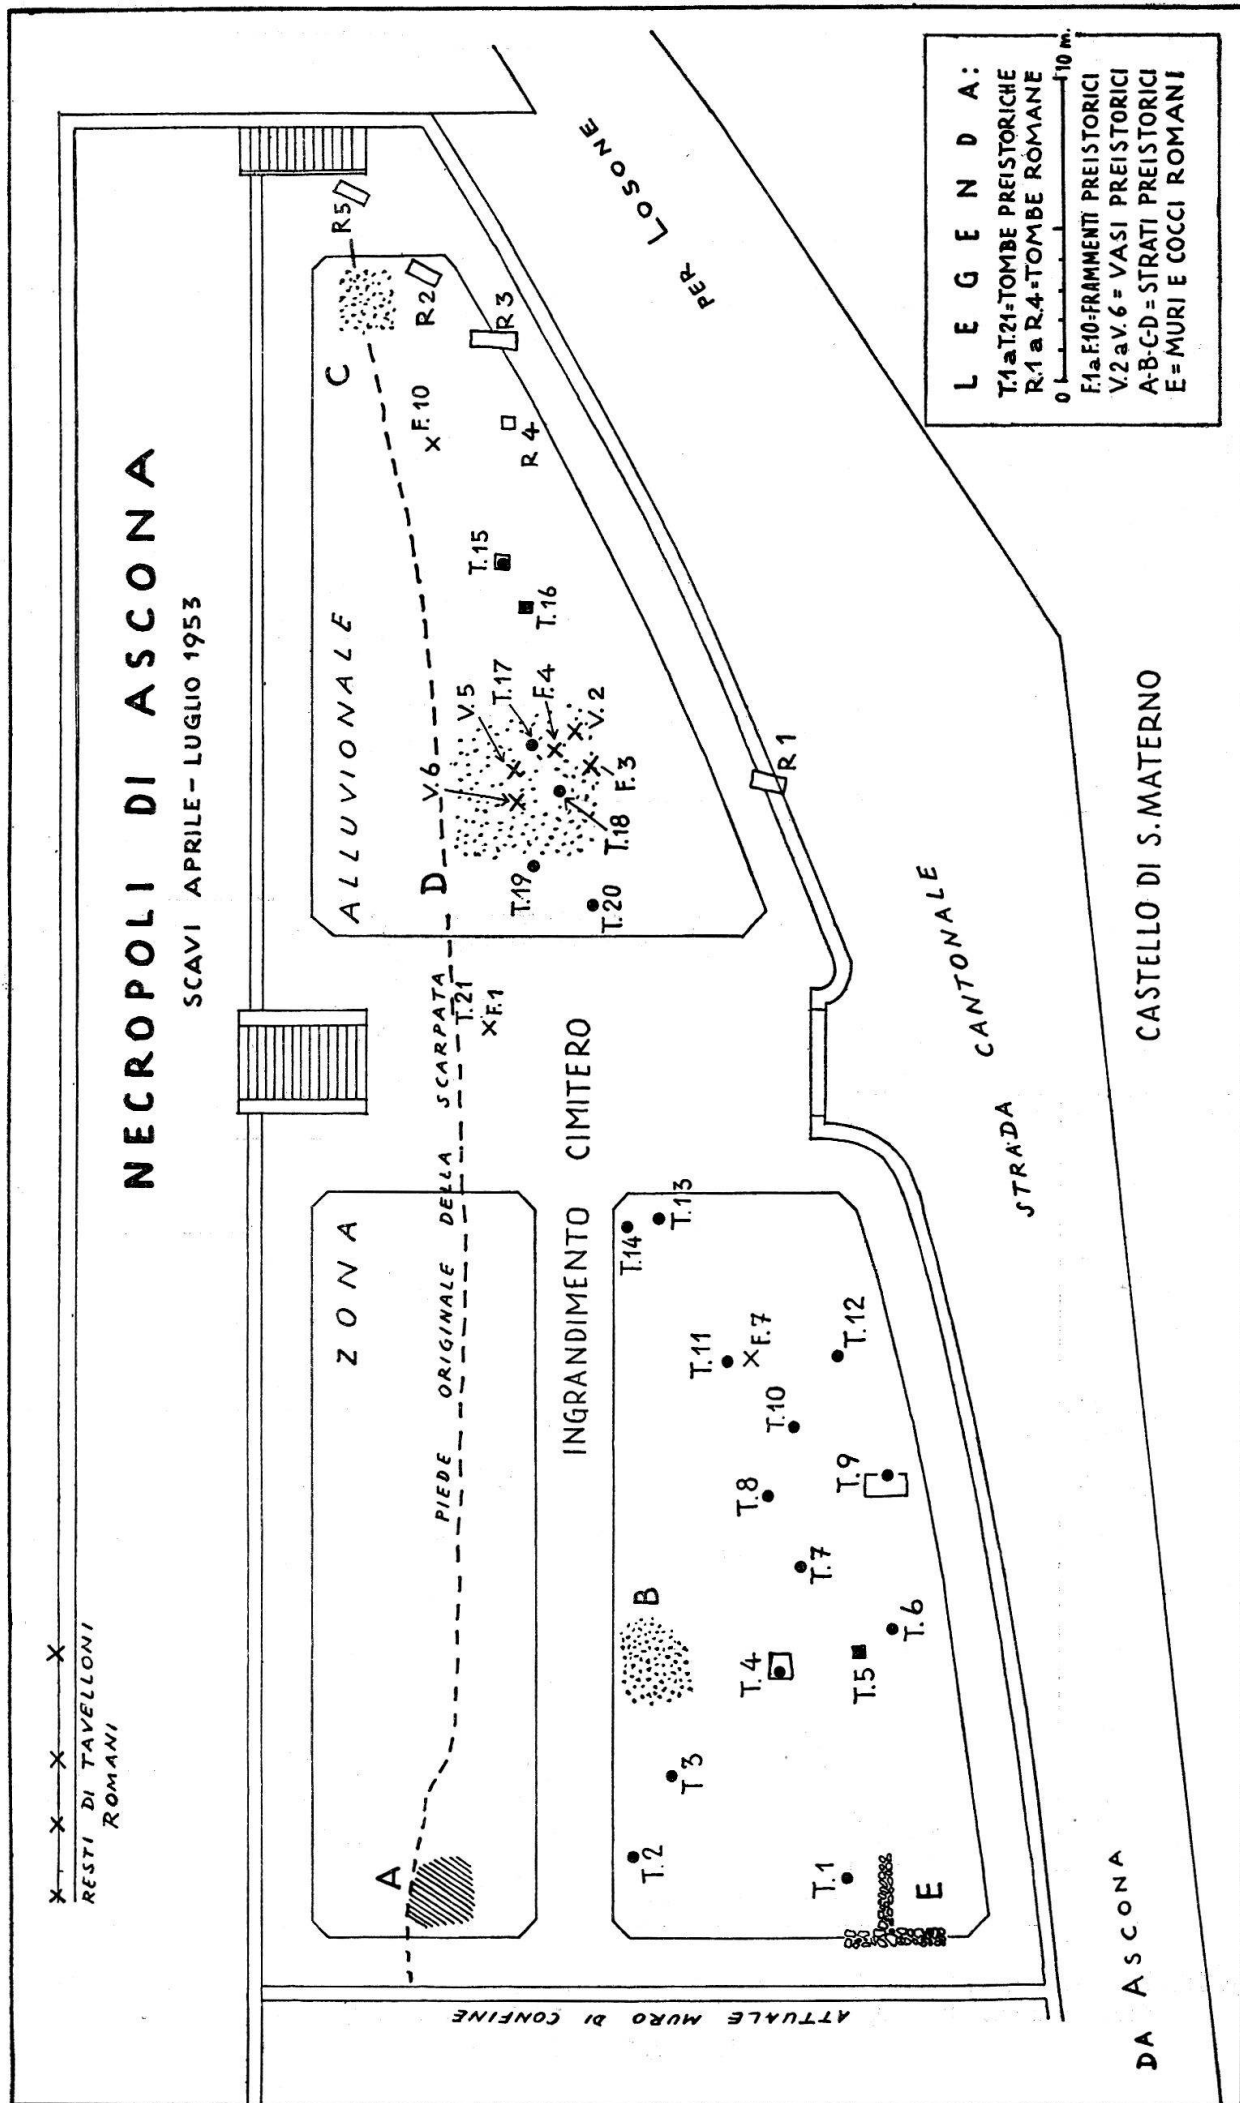 NECROPOLI DI ASCONA
SCAVI APRILE – LUGLIO 1953
RESTI DI TAVELLONI
ROMANI
ZONA ALLUVIONALE
A
PIEDE ORIGINALE DELLA SCARPATA
D
C
R5
R2
R3
R4
F.10
T.15
T.16
V.5
V.6
T.17
F.4
V.2
F.3
T.18
T.19
T.20
T.21
F.1
INGRANDIMENTO CIMITERO
T.14
T.13
T.11
F.7
T.12
T.10
T.9
T.8
T.7
B
T.6
T.5
T.4
T3
T.2
T.1
E
R1
ATTUALE MURO DI CONFINE
PER LOSONE
STRADA CANTONALE
DA ASCONA
CASTELLO DI S. MATERNO
LEGENDA:
T.1 a T.21=TOMBE PREISTORICHE
R.1 a R.4=TOMBE ROMANE
0 10 m.
F.1 a F.10=FRAMMENTI PREISTORICI
V.2 a V.6 = VASI PREISTORICI
A-B-C-D=STRATI PREISTORICI
E=MURI E COCCI ROMANI